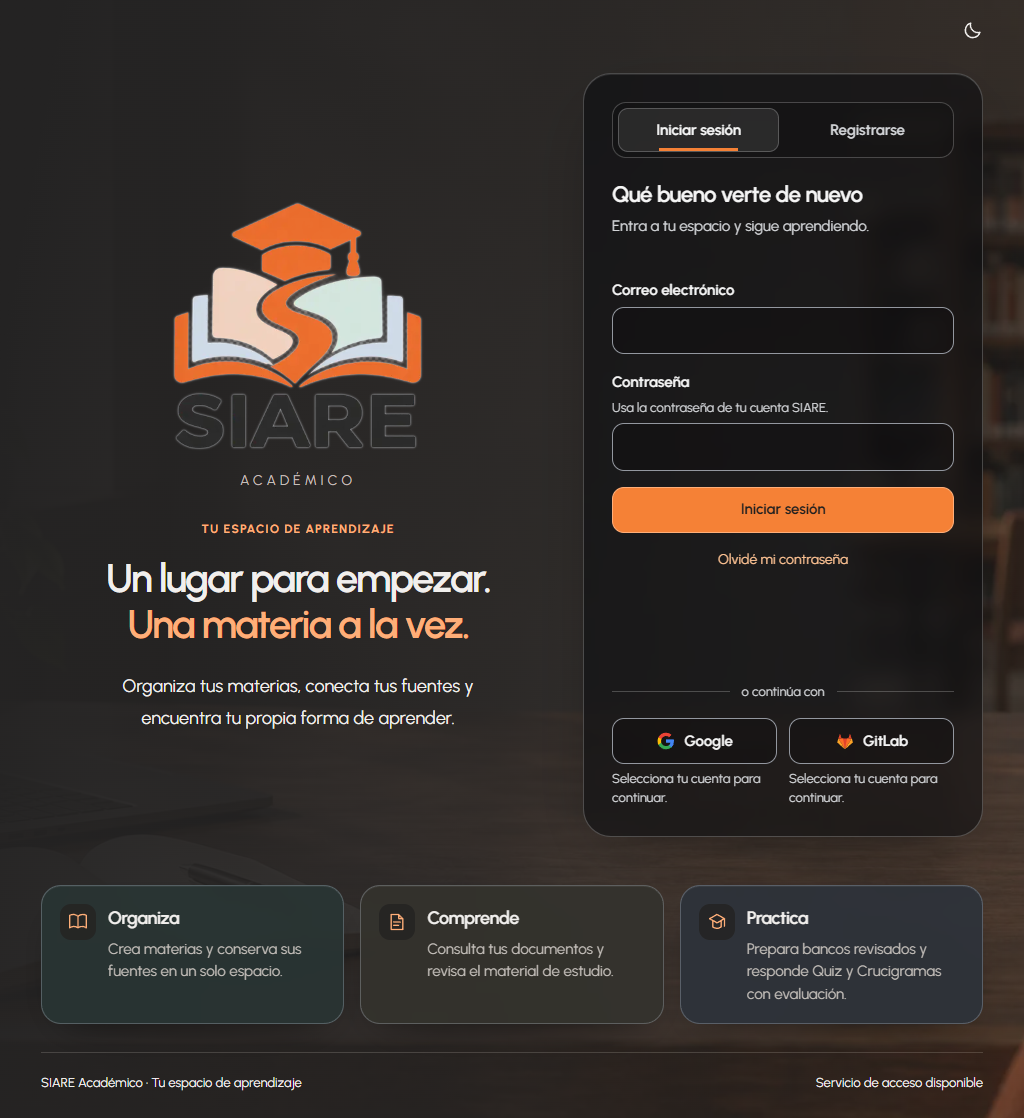 SIARE
ACADÉMICO
TU ESPACIO DE APRENDIZAJE
Un lugar para empezar.
Una materia a la vez.
Organiza tus materias, conecta tus fuentes y
encuentra tu propia forma de aprender.
Iniciar sesión
Registrarse
Qué bueno verte de nuevo
Entra a tu espacio y sigue aprendiendo.
Correo electrónico
Contraseña
Usa la contraseña de tu cuenta SIARE.
Iniciar sesión
Olvidé mi contraseña
o continúa con
Google
Selecciona tu cuenta para
continuar.
GitLab
Selecciona tu cuenta para
continuar.
Organiza
Crea materias y conserva sus
fuentes en un solo espacio.
Comprende
Consulta tus documentos y
revisa el material de estudio.
Practica
Prepara bancos revisados y
responde Quiz y Crucigramas
con evaluación.
SIARE Académico · Tu espacio de aprendizaje
Servicio de acceso disponible